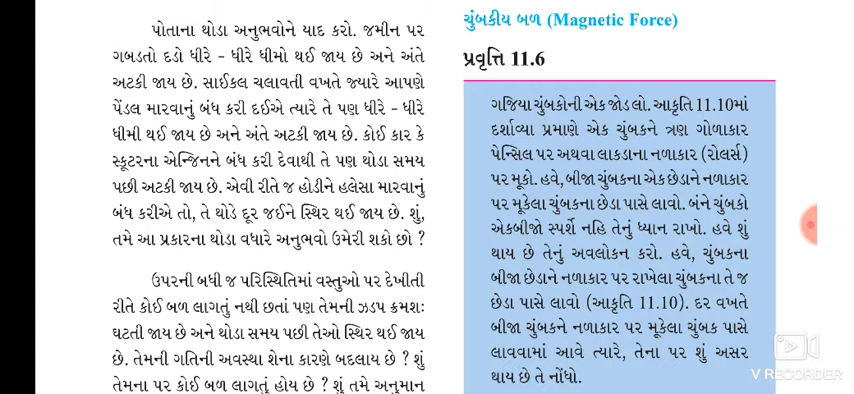 પોતાના થોડા અનુભવોને યાદ કરો. જમીન પર
ગબડતો દડો ધીરે - ધીરે ધીમો થઈ જાય છે અને અંતે
અટકી જાય છે. સાઈકલ ચલાવતી વખતે જ્યારે આપણે
પેંડલ મારવાનું બંધ કરી દઈએ ત્યારે તે પણ ધીરે - ધીરે
ધીમી થઈ જાય છે અને અંતે અટકી જાય છે. કોઈ કાર કે
સ્કૂટરના એન્જિનને બંધ કરી દેવાથી તે પણ થોડા સમય
પછી અટકી જાય છે. એવી રીતે જ હોડીને હલેસા મારવાનું
બંધ કરીએ તો, તે થોડે દૂર જઈને સ્થિર થઈ જાય છે. શું,
તમે આ પ્રકારના થોડા વધારે અનુભવો ઉમેરી શકો છો ?
ઉપરની બધી જ પરિસ્થિતિમાં વસ્તુઓ પર દેખીતી
રીતે કોઈ બળ લાગતું નથી છતાં પણ તેમની ઝડપ ક્રમશઃ
ઘટતી જાય છે અને થોડા સમય પછી તેઓ સ્થિર થઈ જાય
છે. તેમની ગતિની અવસ્થા શેના કારણે બદલાય છે ? શું
તેમના પર કોઈ બળ લાગતું હોય છે ? શું તમે અનુમાન
ચુંબકીય બળ (Magnetic Force)
પ્રવૃત્તિ 11.6
ગજિયા ચુંબકોની એક જોડ લો. આકૃતિ 11.10માં
દર્શાવ્યા પ્રમાણે એક ચુંબકને ત્રણ ગોળાકાર
પેન્સિલ પર અથવા લાકડાના નળાકાર (રોલર્સ)
પર મૂકો. હવે, બીજા ચુંબકના એક છેડાને નળાકાર
પર મૂકેલા ચુંબકના છેડા પાસે લાવો. બંને ચુંબકો
એકબીજો સ્પર્શે નહિ તેનું ધ્યાન રાખો. હવે શું
થાય છે તેનું અવલોકન કરો. હવે, ચુંબકના
બીજા છેડાને નળાકાર પર રાખેલા ચુંબકના તે જ
છેડા પાસે લાવો (આકૃતિ 11.10). દર વખતે
બીજા ચુંબકને નળાકાર પર મૂકેલા ચુંબક પાસે
લાવવામાં આવે ત્યારે, તેના પર શું અસર
થાય છે તે નોંધો.
V RECORDER